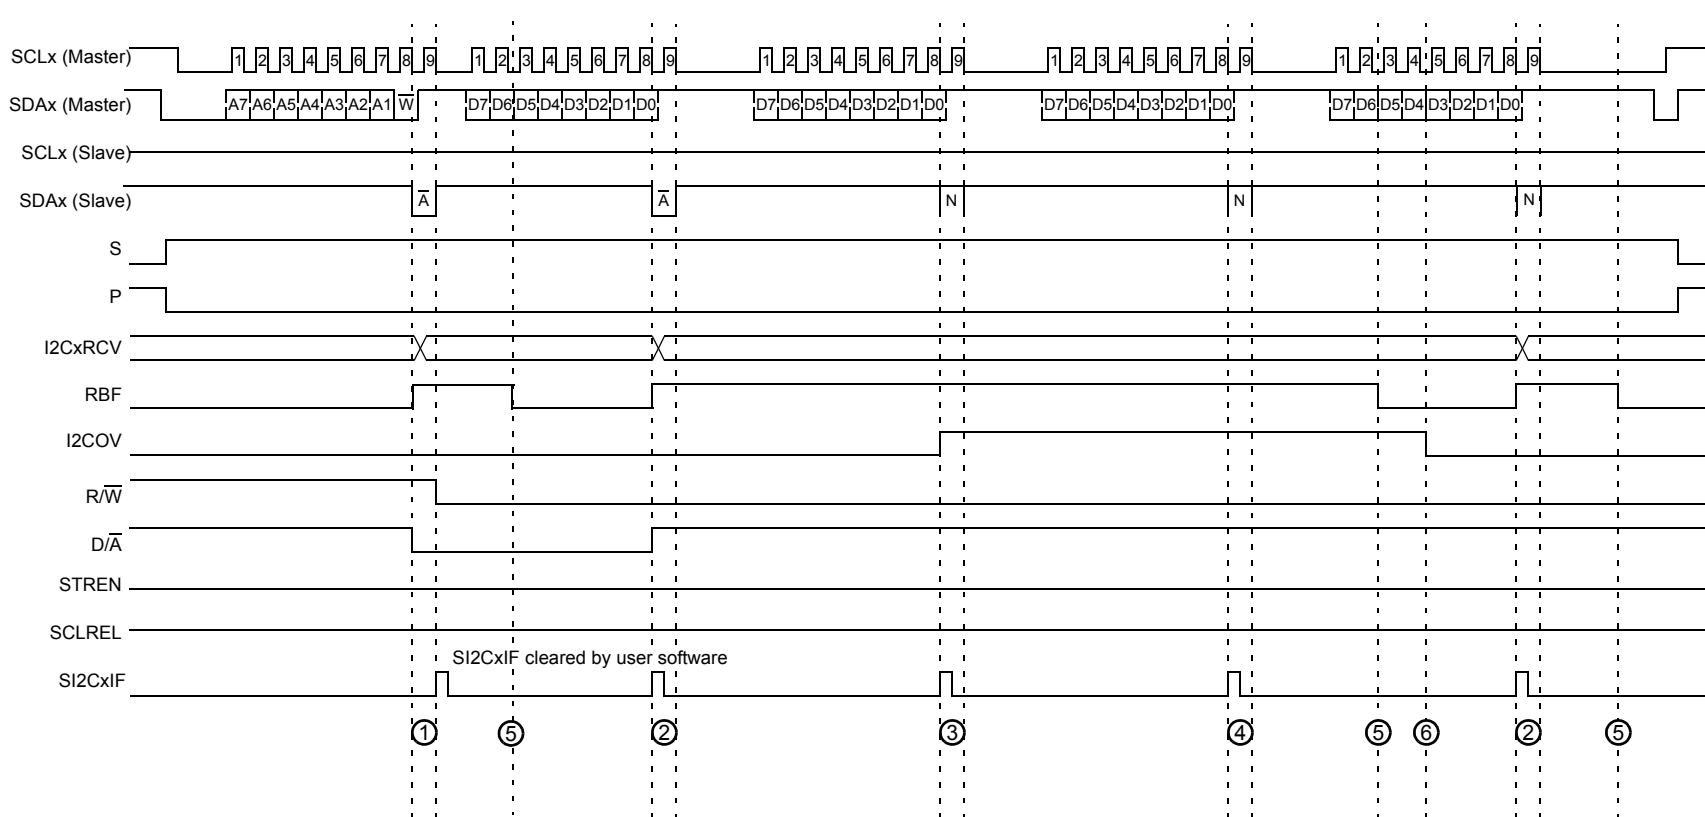 SCLx (Master) 1 2 3 4 5 6 7 8 9 1 2 3 4 5 6 7 8 9 1 2 3 4 5 6 7 8 9 1 2 3 4 5 6 7 8 9 1 2 3 4 5 6 7 8 9
SDAx (Master) A7 A6 A5 A4 A3 A2 A1 W̅ D7 D6 D5 D4 D3 D2 D1 D0 D7 D6 D5 D4 D3 D2 D1 D0 D7 D6 D5 D4 D3 D2 D1 D0 D7 D6 D5 D4 D3 D2 D1 D0
SCLx (Slave)
SDAx (Slave) A̅ A̅ N N N
S
P
I2CxRCV
RBF
I2COV
R/W̅
D/A̅
STREN
SCLREL
SI2CxIF cleared by user software
SI2CxIF
① ⑤ ② ③ ④ ⑤ ⑥ ② ⑤